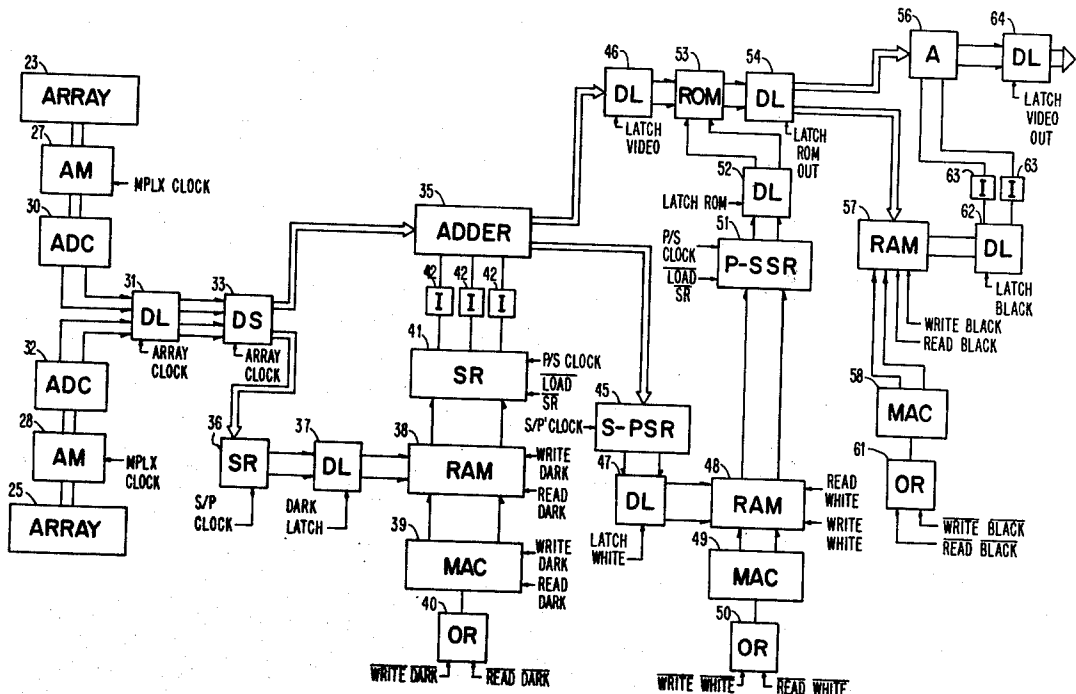 23
ARRAY
27
AM
MPLX CLOCK
30
ADC
31
DL
ARRAY
CLOCK
33
DS
ARRAY
CLOCK
32
ADC
28
AM
MPLX
CLOCK
25
ARRAY
36
SR
S/P
CLOCK
37
DL
DARK
LATCH
35
ADDER
42
I
42
I
42
I
41
SR
P/S CLOCK
LOAD
SR
38
RAM
WRITE DARK
READ
DARK
39
MAC
WRITE
DARK
READ
DARK
40
OR
WRITE DARK
READ DARK
46
DL
LATCH
VIDEO
53
ROM
54
DL
LATCH
ROM
OUT
52
DL
LATCH ROM
51
P-SSR
P/S
CLOCK
LOAD
SR
45
S-PSR
S/P'CLOCK
47
DL
LATCH
WHITE
48
RAM
READ
WHITE
WRITE
WHITE
49
MAC
50
OR
WRITE WHITE
READ WHITE
56
A
64
DL
LATCH
VIDEO
OUT
63
I
I
63
57
RAM
62
DL
LATCH
BLACK
WRITE BLACK
READ BLACK
58
MAC
61
OR
WRITE BLACK
READ BLACK